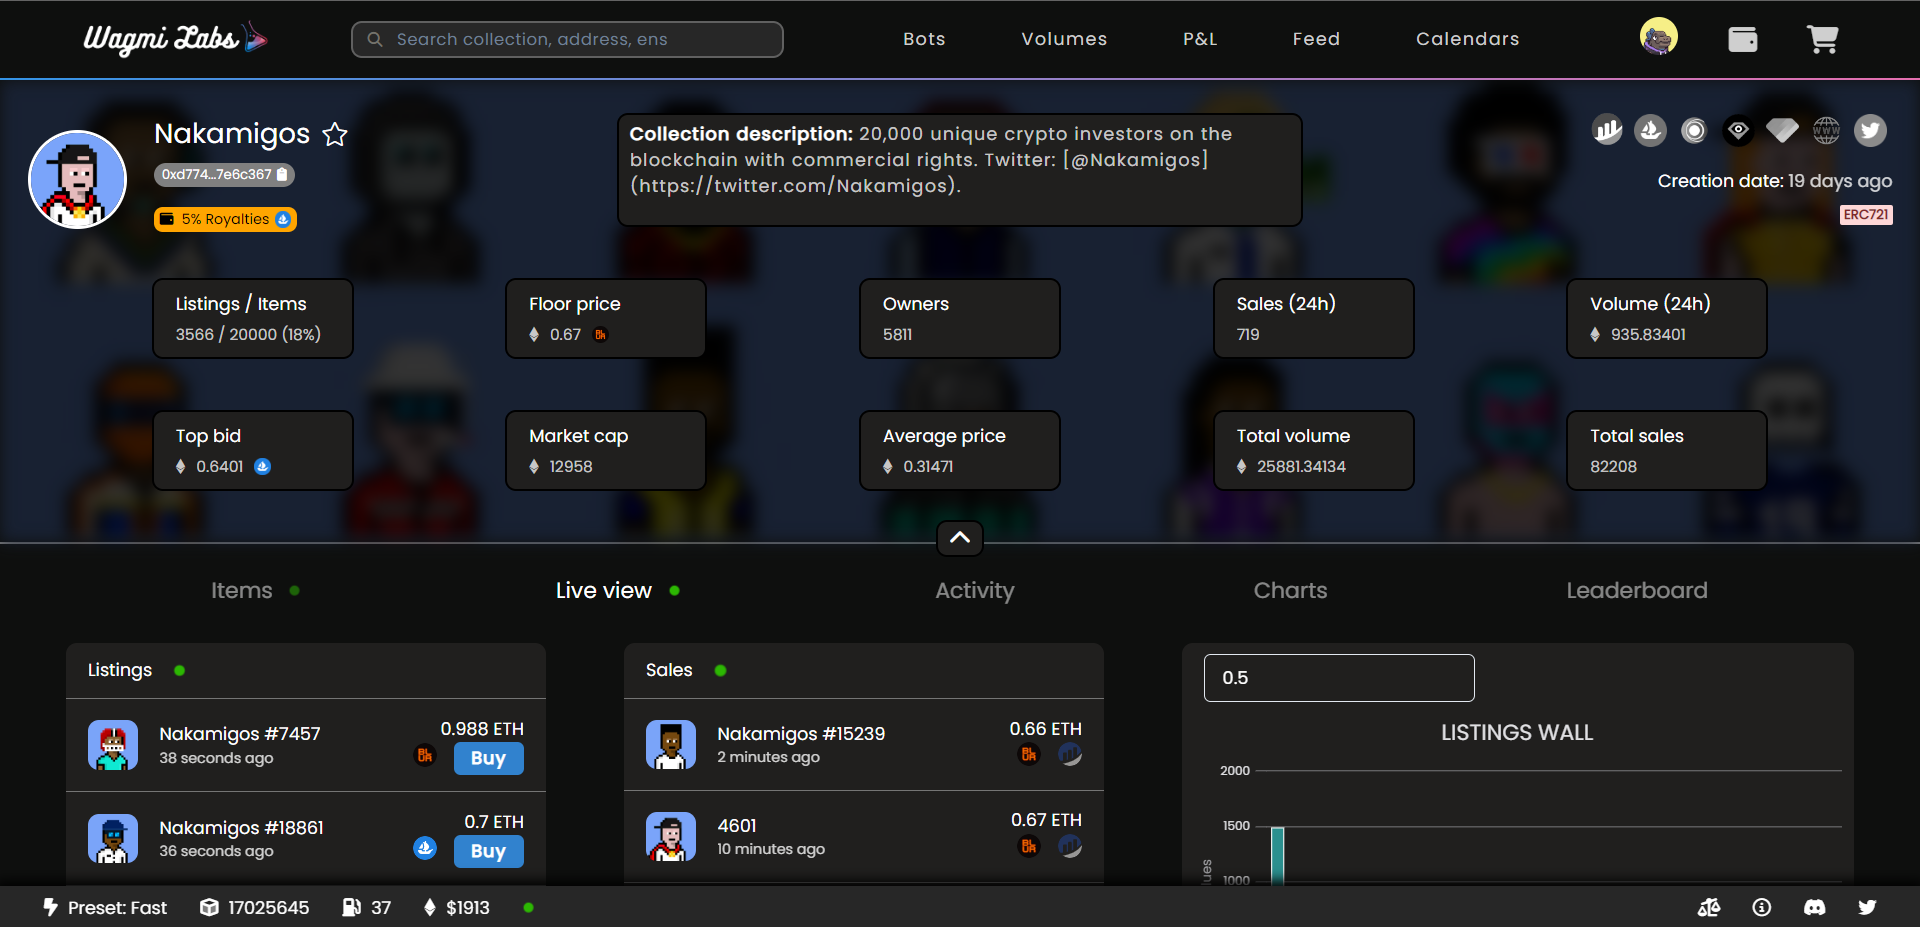 Wagmi Labs
Search collection, address, ens
Bots
Volumes
P&L
Feed
Calendars
Nakamigos
0xd774...7e6c367
5% Royalties
Collection description: 20,000 unique crypto investors on the
blockchain with commercial rights. Twitter: [@Nakamigos]
(https://twitter.com/Nakamigos).
WWW
Creation date: 19 days ago
ERC721
Listings / Items
3566 / 20000 (18%)
Floor price
0.67
BLUR
Owners
5811
Sales (24h)
719
Volume (24h)
935.83401
Top bid
0.6401
Market cap
12958
Average price
0.31471
Total volume
25881.34134
Total sales
82208
Items
Live view
Activity
Charts
Leaderboard
Listings
Nakamigos #7457
38 seconds ago
0.988 ETH
BLUR
Buy
Nakamigos #18861
36 seconds ago
0.7 ETH
Buy
Sales
Nakamigos #15239
2 minutes ago
0.66 ETH
BLUR
4601
10 minutes ago
0.67 ETH
BLUR
0.5
LISTINGS WALL
2000
1500
1000
Preset: Fast
17025645
37
$1913